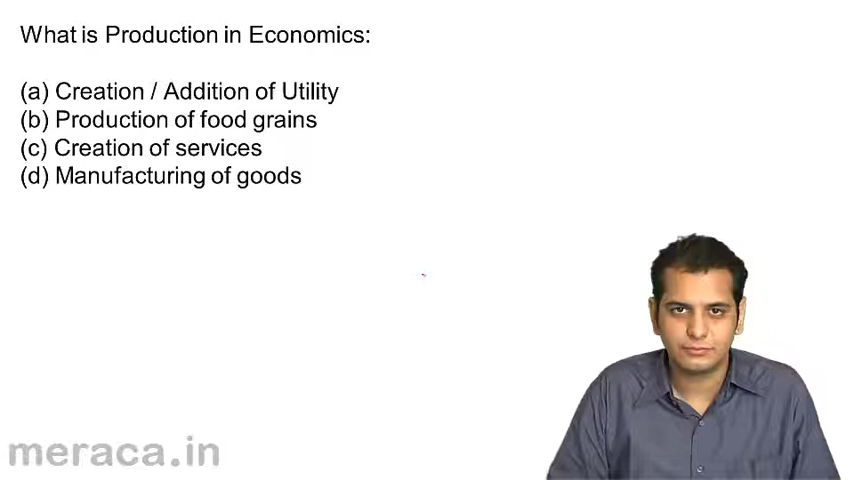 What is Production in Economics:
(a) Creation / Addition of Utility
(b) Production of food grains
(c) Creation of services
(d) Manufacturing of goods
meraca.in